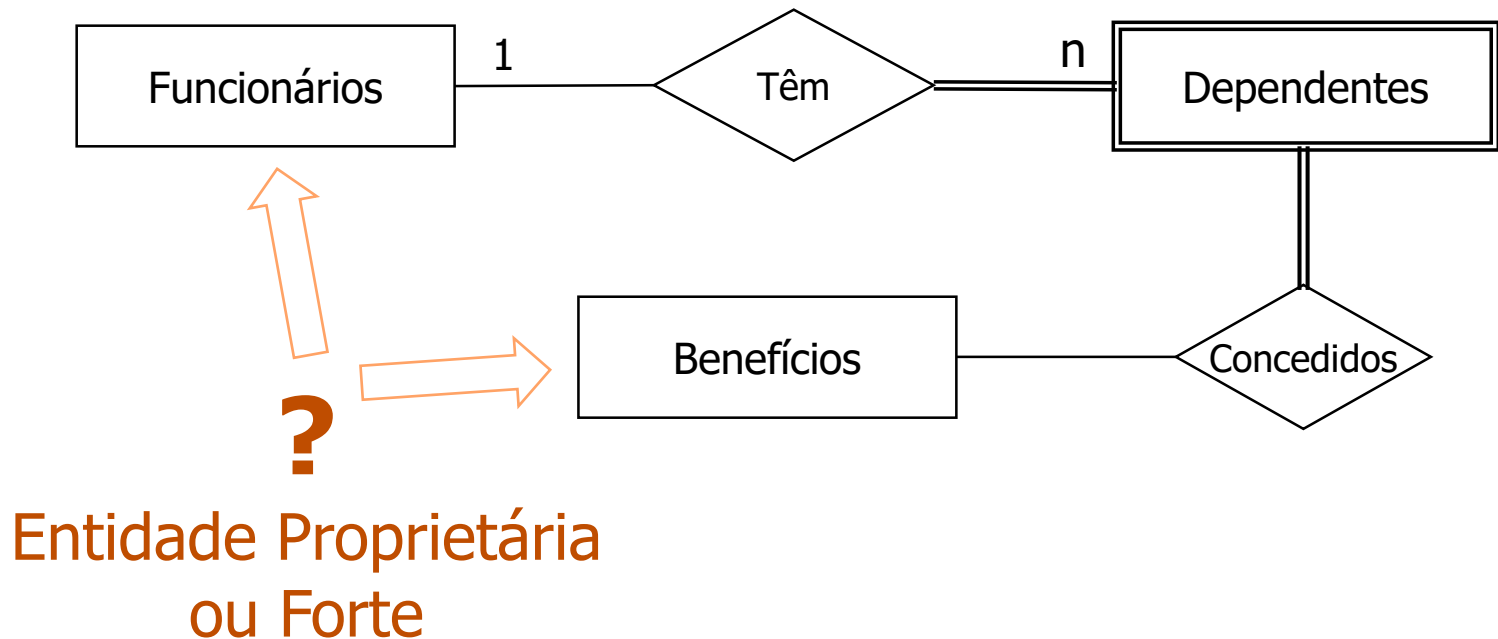 Funcionários
1
Têm
n
Dependentes
Benefícios
Concedidos
?
Entidade Proprietária
ou Forte